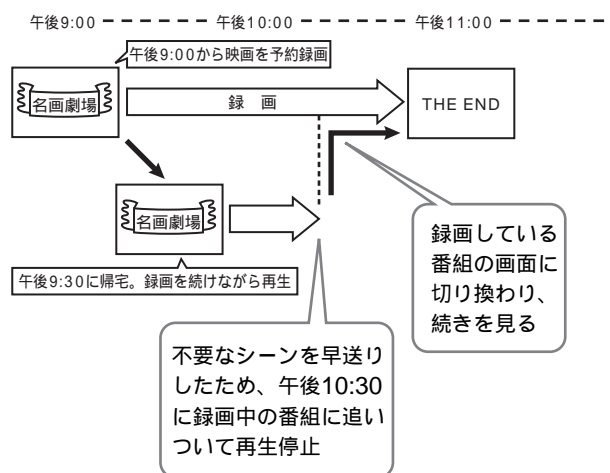 午後9:00 午後10:00 午後11:00
午後9:00から映画を予約録画
名画劇場
録 画
THE END
名画劇場
午後9:30に帰宅。録画を続けながら再生
録画している
番組の画面に
切り換わり、
続きを見る
不要なシーンを早送り
したため、午後10:30
に録画中の番組に追い
ついて再生停止